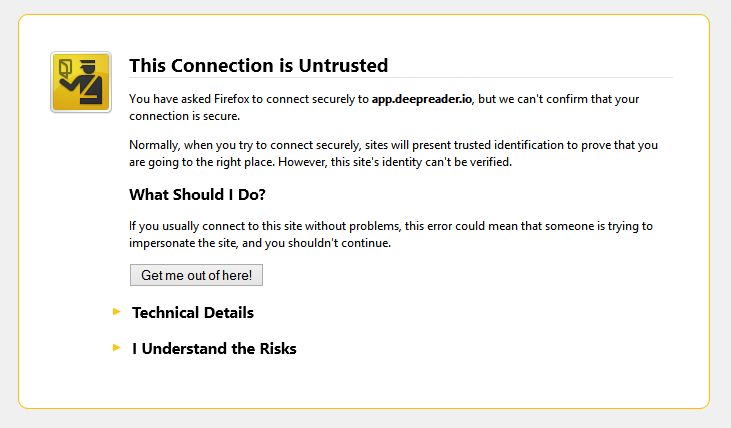 This Connection is Untrusted
You have asked Firefox to connect securely to app.deepreader.io, but we can't confirm that your
connection is secure.
Normally, when you try to connect securely, sites will present trusted identification to prove that you
are going to the right place. However, this site's identity can't be verified.
What Should I Do?
If you usually connect to this site without problems, this error could mean that someone is trying to
impersonate the site, and you shouldn't continue.
Get me out of here!
Technical Details
I Understand the Risks